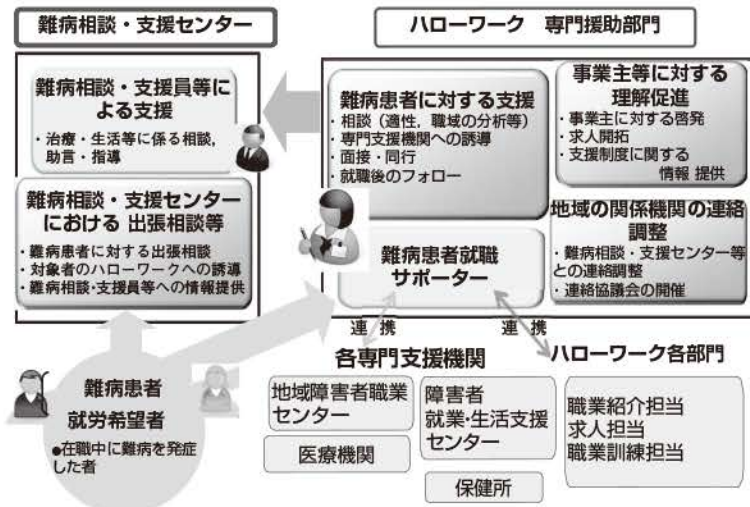 難病相談・支援センター
難病相談・支援員等に
よる支援
・治療・生活等に係る相談,
助言・指導
難病相談・支援センター
における 出張相談等
・難病患者に対する出張相談
・対象者のハローワークへの誘導
・難病相談・支援員等への情報提供
難病患者
就労希望者
●在職中に難病を発症
した者
ハローワーク 専門援助部門
難病患者に対する支援
・相談（適性、職域の分析等）
・専門支援機関への誘導
・面接・同行
・就職後のフォロー
事業主等に対する
理解促進
・事業主に対する啓発
・求人開拓
・支援制度に関する
情報 提供
難病患者就職
サポーター
地域の関係機関の連絡
調整
・難病相談・支援センター等
との連絡調整
・連絡協議会の開催
連 携
連 携
各専門支援機関
地域障害者職業
センター
障害者
就業・生活支援
センター
医療機関
保健所
ハローワーク各部門
職業紹介担当
求人担当
職業訓練担当